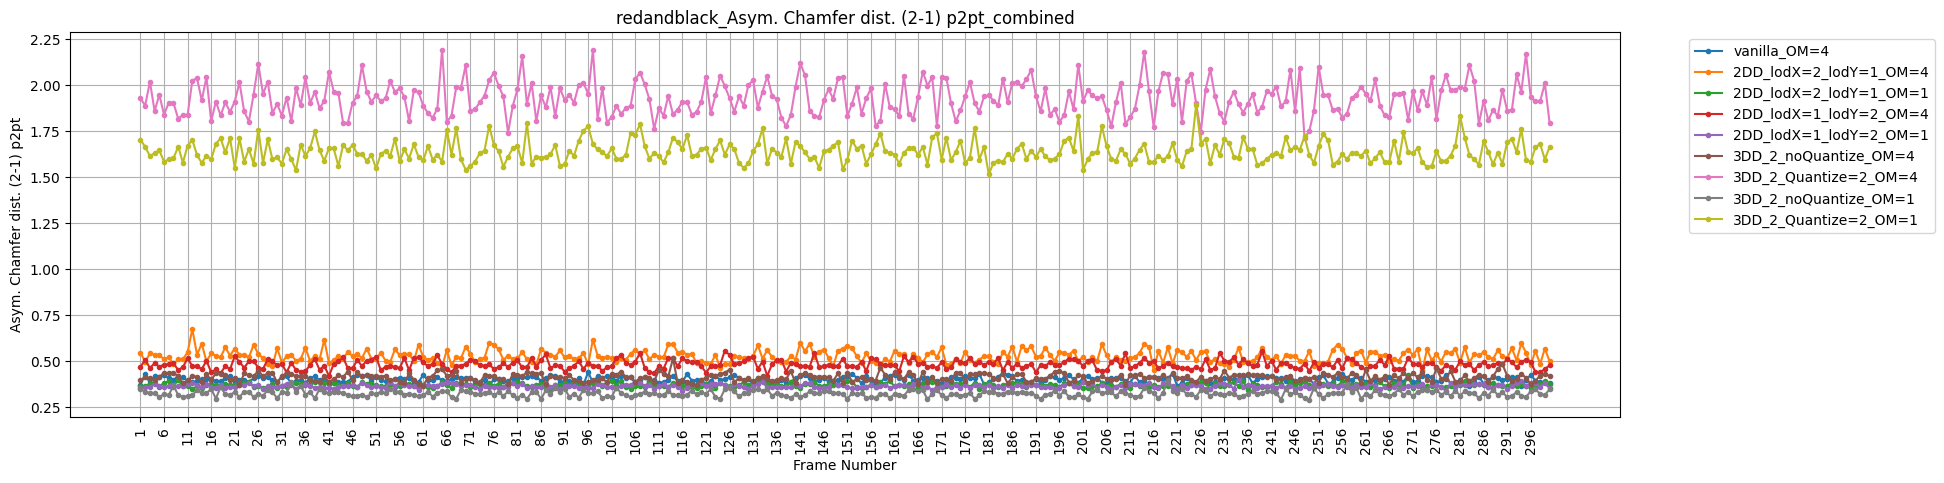 redandblack_Asym. Chamfer dist. (2-1) p2pt_combined
Asym. Chamfer dist. (2-1) p2pt
2.25
2.00
1.75
1.50
1.25
1.00
0.75
0.50
0.25
1 6 11 16 21 26 31 36 41 46 51 56 61 66 71 76 81 86 91 96 101 106 111 116 121 126 131 136 141 146 151 156 161 166 171 176 181 186 191 196 201 206 211 216 221 226 231 236 241 246 251 256 261 266 271 276 281 286 291 296
Frame Number
vanilla_OM=4
2DD_lodX=2_lodY=1_OM=4
2DD_lodX=2_lodY=1_OM=1
2DD_lodX=1_lodY=2_OM=4
2DD_lodX=1_lodY=2_OM=1
3DD_2_noQuantize_OM=4
3DD_2_Quantize=2_OM=4
3DD_2_noQuantize_OM=1
3DD_2_Quantize=2_OM=1